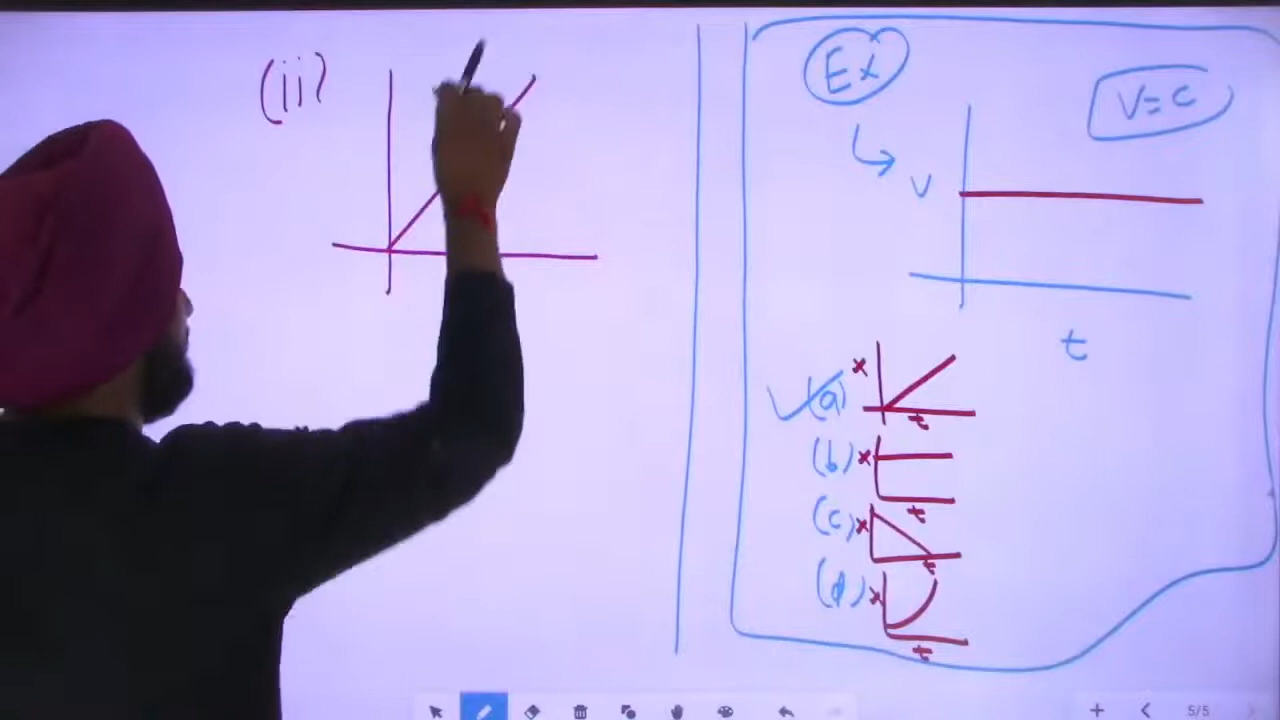 (ii)
Ex
V = C
V
t
(a) x
t
(b) x
t
(c) x
t
(d) x
t
5/5